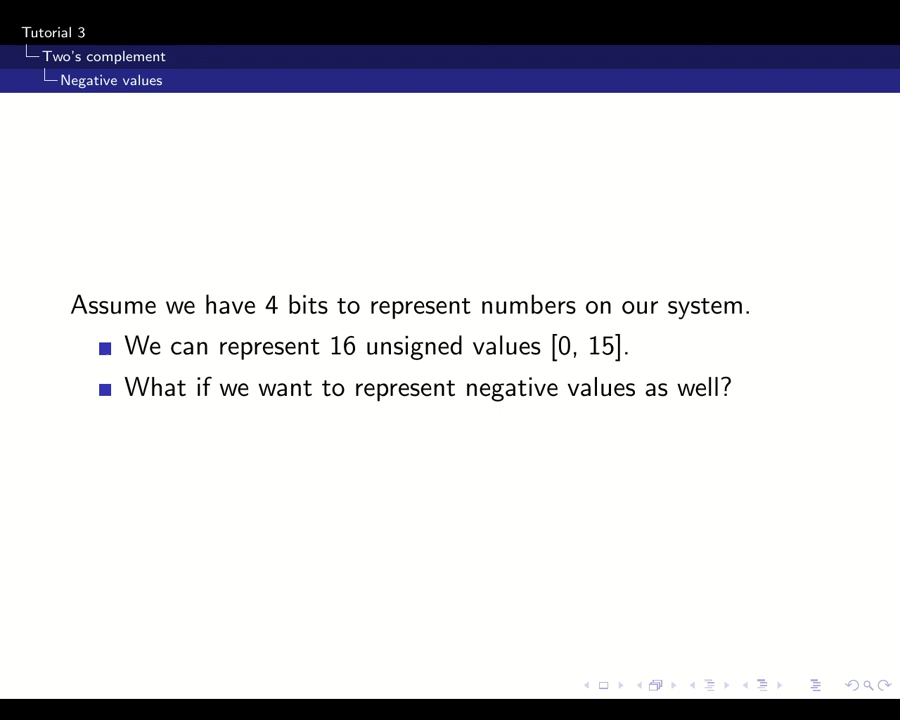 Tutorial 3
Two's complement
Negative values
Assume we have 4 bits to represent numbers on our system.
We can represent 16 unsigned values [0, 15].
What if we want to represent negative values as well?